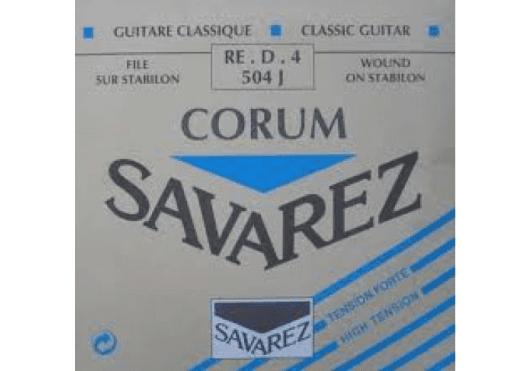 GUITARE CLASSIQUE
CLASSIC GUITAR
FILE
SUR STABILON
RE . D . 4
504 J
WOUND
ON STABILON
CORUM
SAVAREZ
TENSION FORTE
HIGH TENSION
SAVAREZ